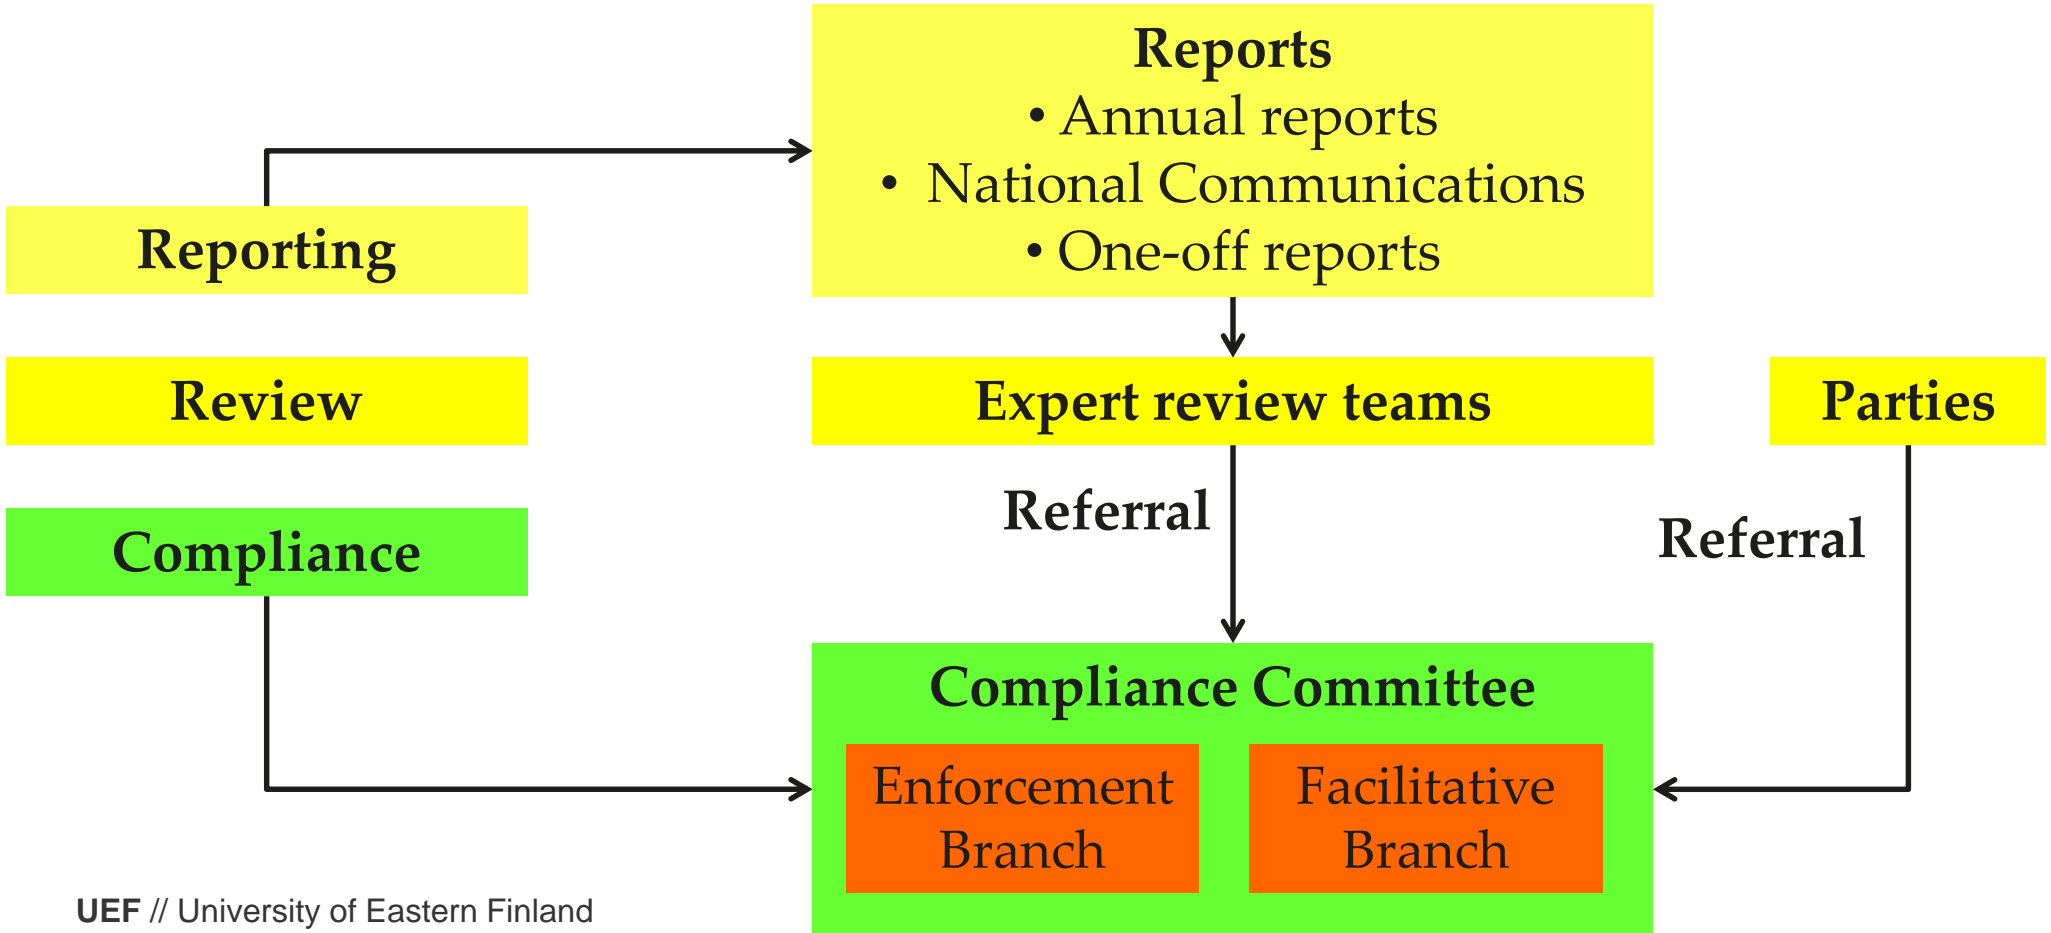 Reports
• Annual reports
• National Communications
• One-off reports
Reporting
Review
Expert review teams
Parties
Referral
Referral
Compliance
Compliance Committee
Enforcement
Branch
Facilitative
Branch
UEF // University of Eastern Finland